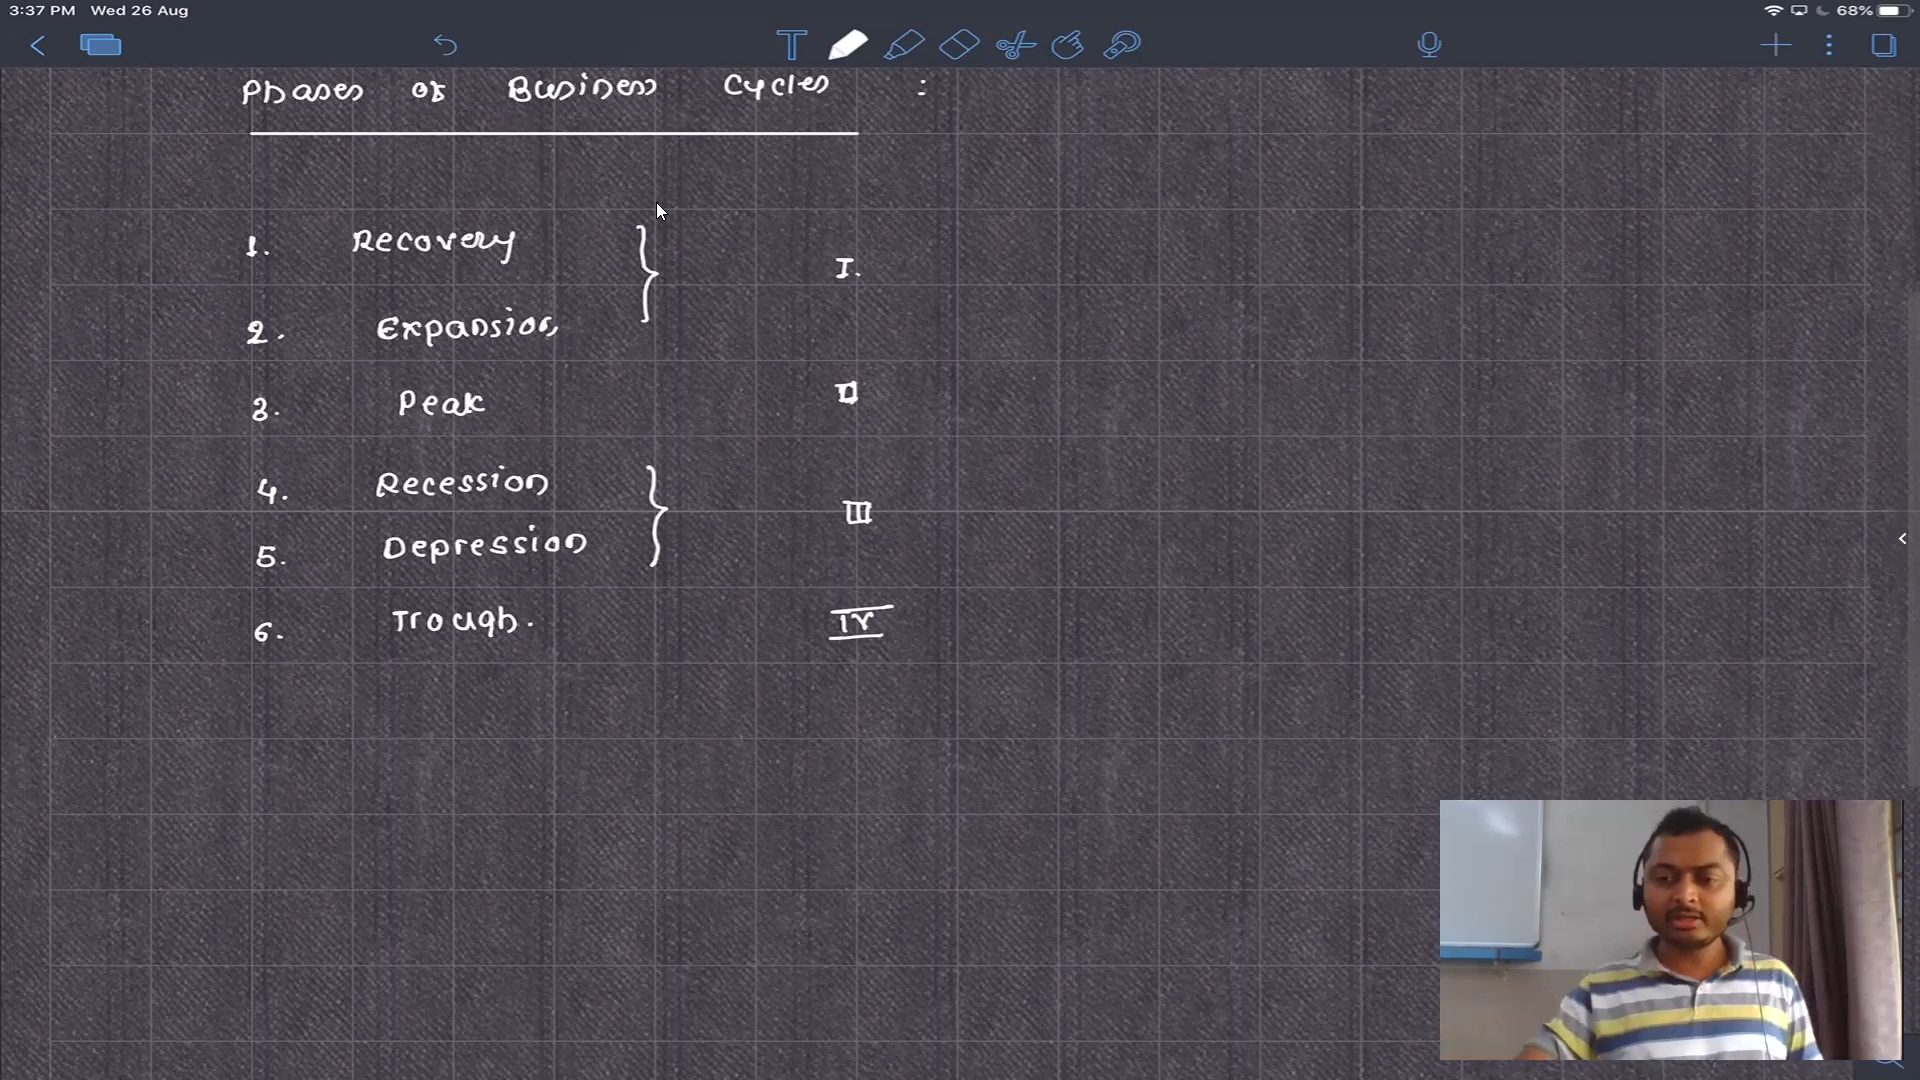 3:37 PM Wed 26 Aug 68%
Phases of Business Cycles :
1. Recovery
I.
2. Expansion
3. Peak II
4. Recession
III
5. Depression
6. Trough. IV